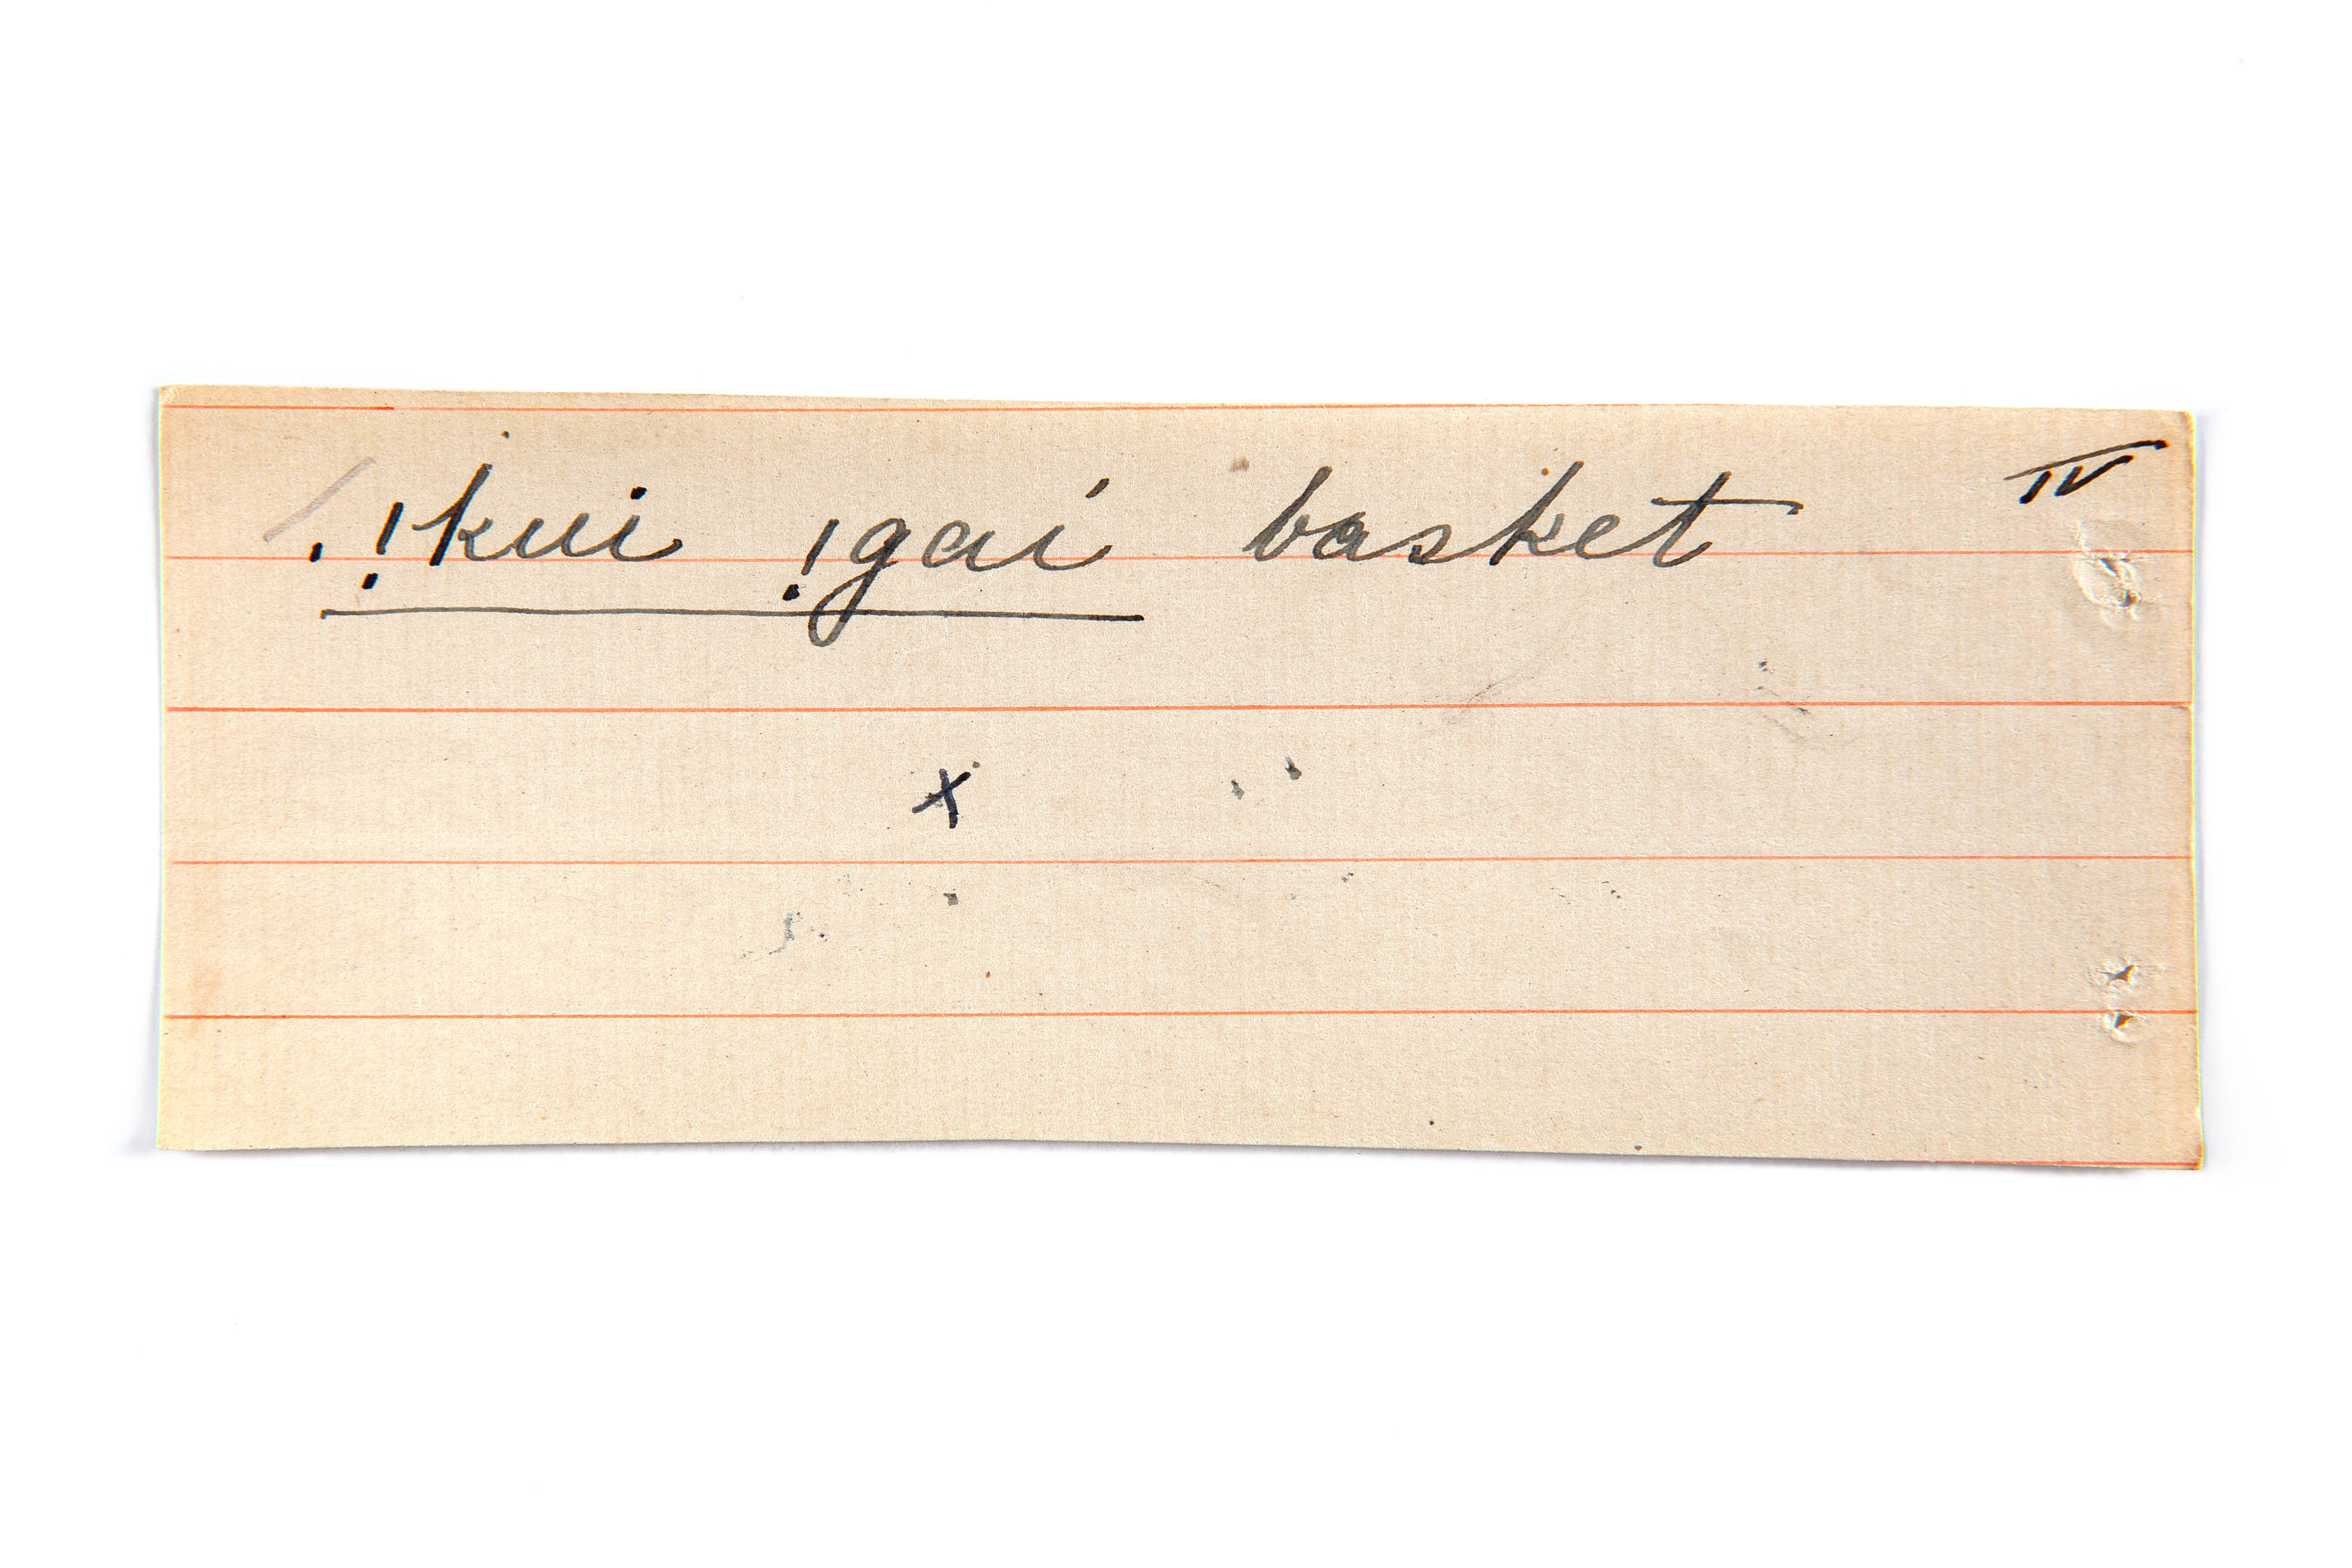 !kui !gai basket IV
x